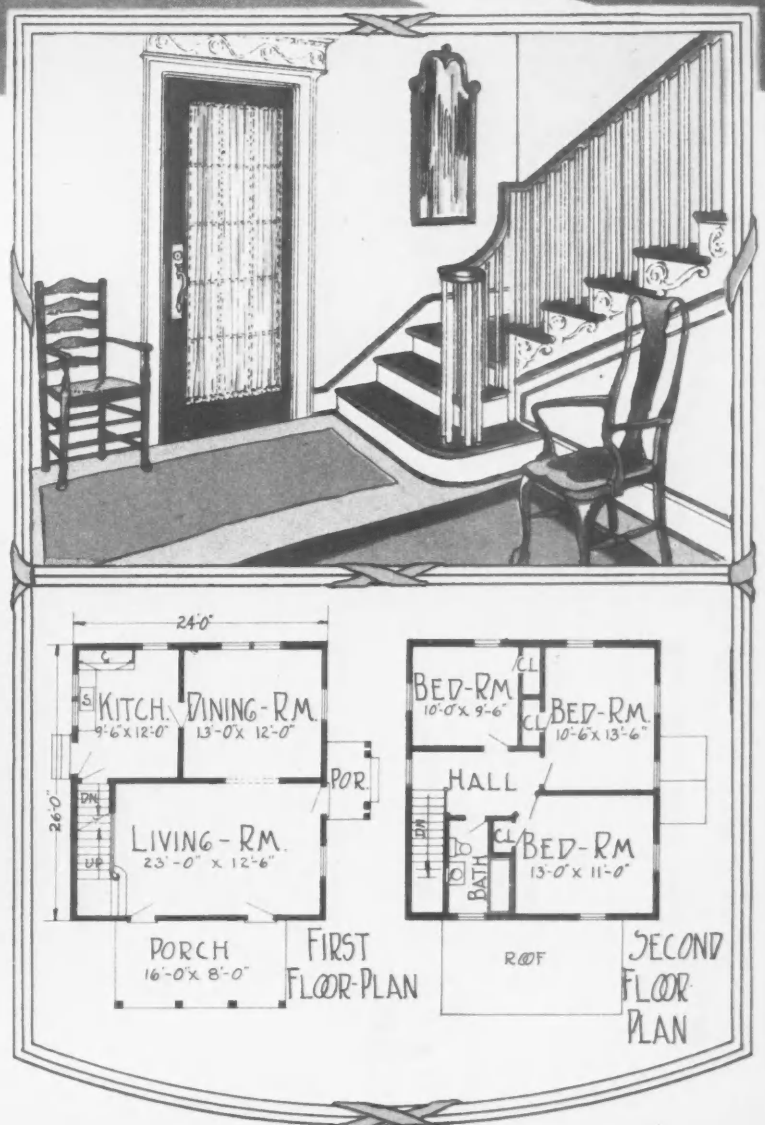 24'-0"
26'-0"
C
S
KITCH.
9'-6" x 12'-0"
DINING-RM.
13'-0" x 12'-0"
POR.
DN
UP
LIVING-RM.
23'-0" x 12'-6"
PORCH
16'-0" x 8'-0"
FIRST
FLOOR-PLAN
BED-RM.
10'-0" x 9'-6"
CL
CL
BED-RM.
10'-6" x 13'-6"
HALL
DN
BATH
CL
BED-RM
13'-0" x 11'-0"
ROOF
SECOND
FLOOR
PLAN